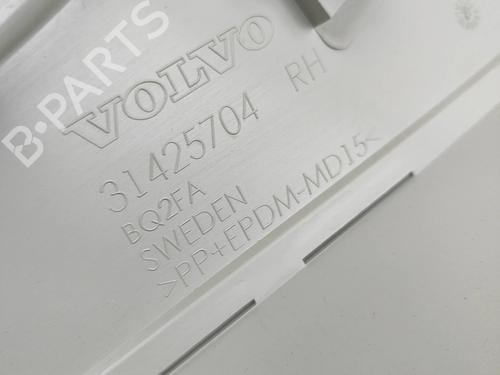 B-PARTS
VOLVO
31425704 RH
BQ2FA
SWEDEN
>PP+EPDM-MD15<